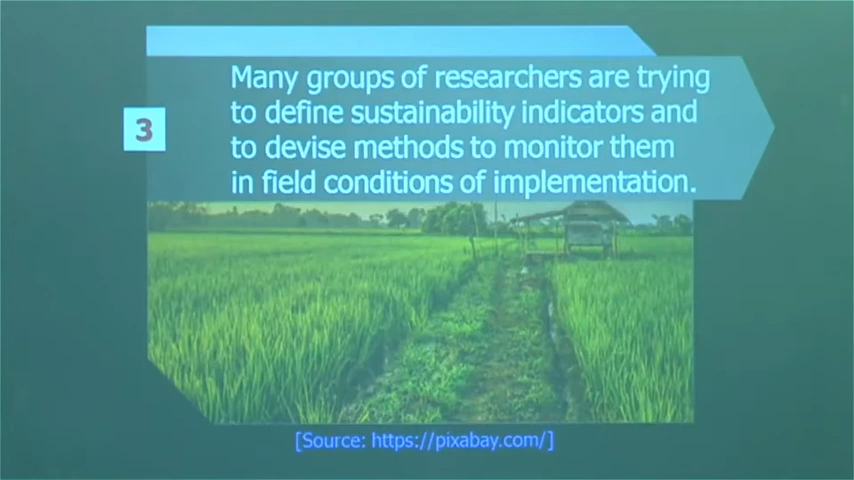 3
Many groups of researchers are trying
to define sustainability indicators and
to devise methods to monitor them
in field conditions of implementation.
[Source: https://pixabay.com/]